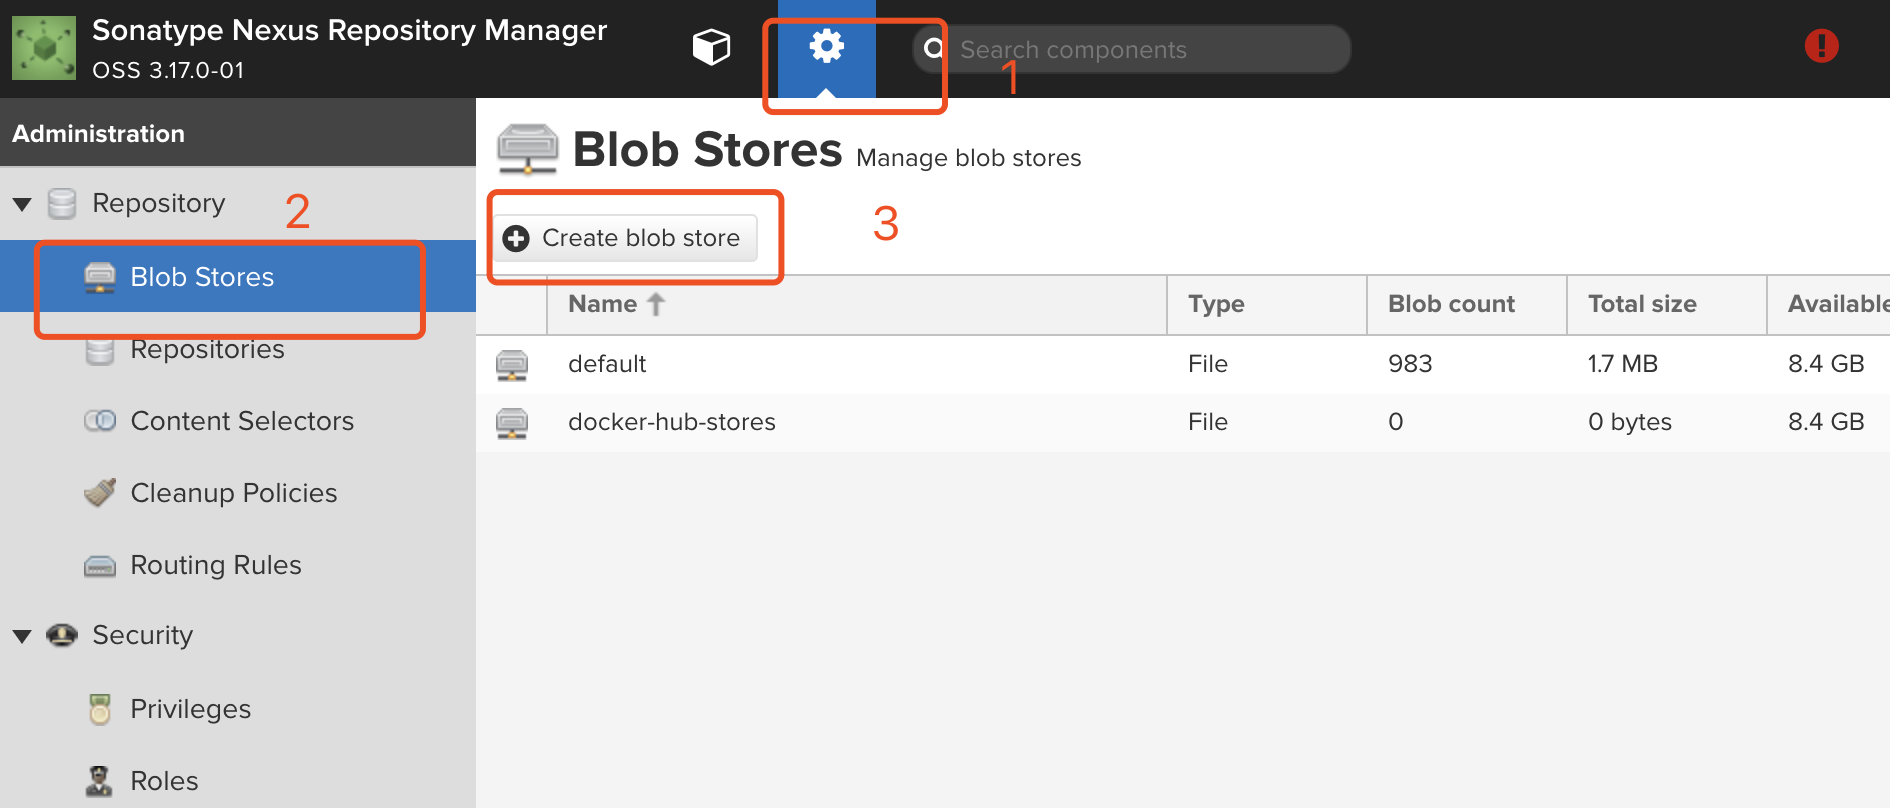 Sonatype Nexus Repository Manager
OSS 3.17.0-01
Search components
1
Administration
Blob Stores Manage blob stores
Repository
2
Create blob store
3
Blob Stores
Name Type Blob count Total size Available
Repositories
default File 983 1.7 MB 8.4 GB
docker-hub-stores File 0 0 bytes 8.4 GB
Content Selectors
Cleanup Policies
Routing Rules
Security
Privileges
Roles